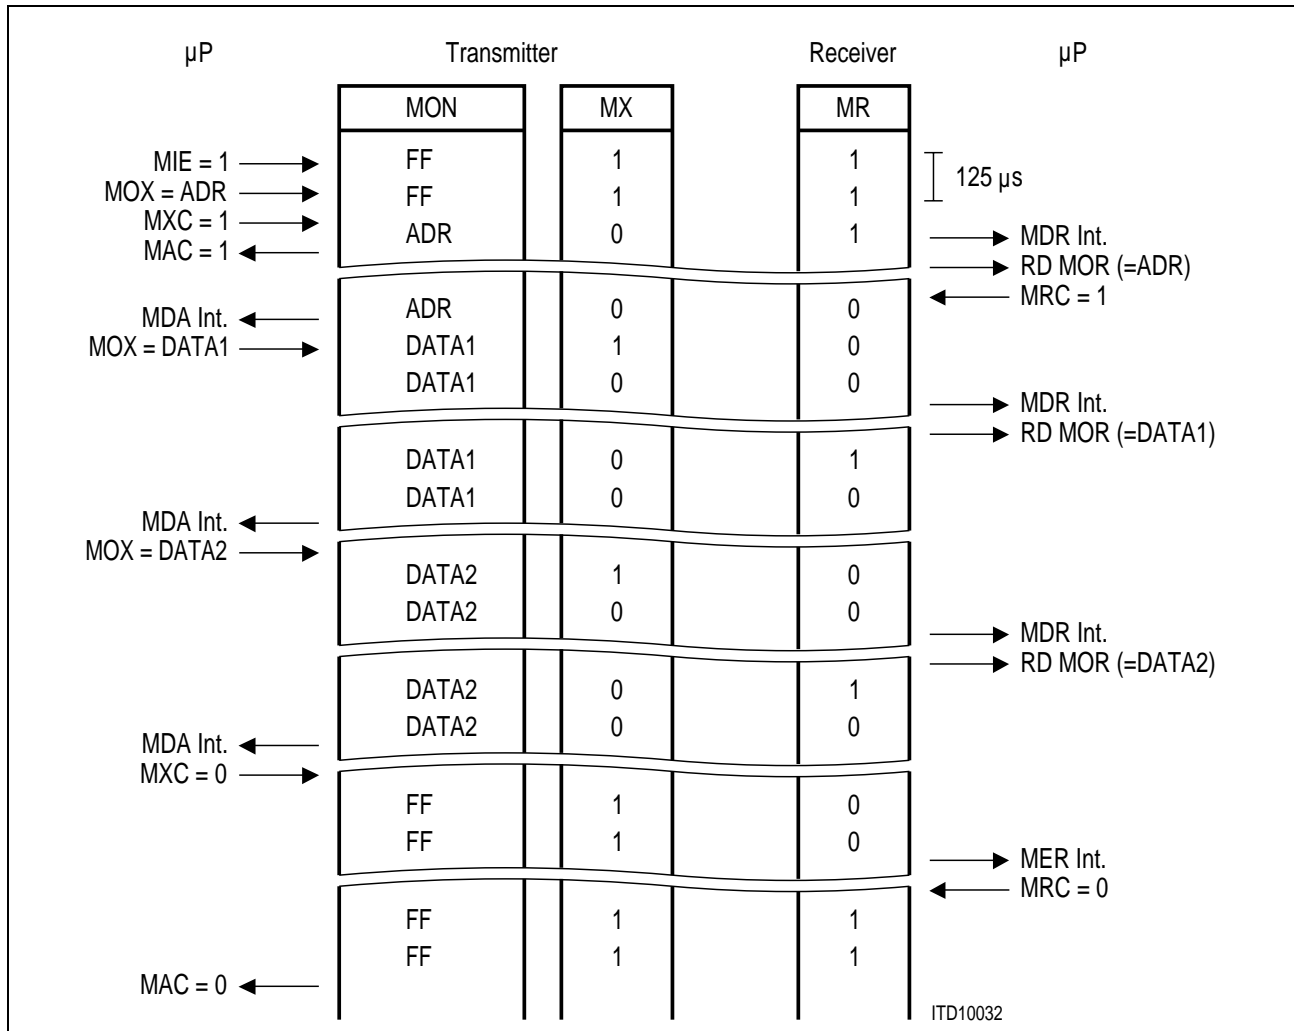 µP Transmitter Receiver µP
MON MX MR
MIE = 1 FF 1 1
125 µs
MOX = ADR FF 1 1
MXC = 1
ADR 0 1 MDR Int.
MAC = 1
RD MOR (=ADR)
MRC = 1
ADR 0 0
MDA Int.
MOX = DATA1 DATA1 1 0
DATA1 0 0
MDR Int.
RD MOR (=DATA1)
DATA1 0 1
DATA1 0 0
MDA Int.
MOX = DATA2
DATA2 1 0
DATA2 0 0
MDR Int.
RD MOR (=DATA2)
DATA2 0 1
DATA2 0 0
MDA Int.
MXC = 0
FF 1 0
FF 1 0
MER Int.
MRC = 0
FF 1 1
FF 1 1
MAC = 0
ITD10032